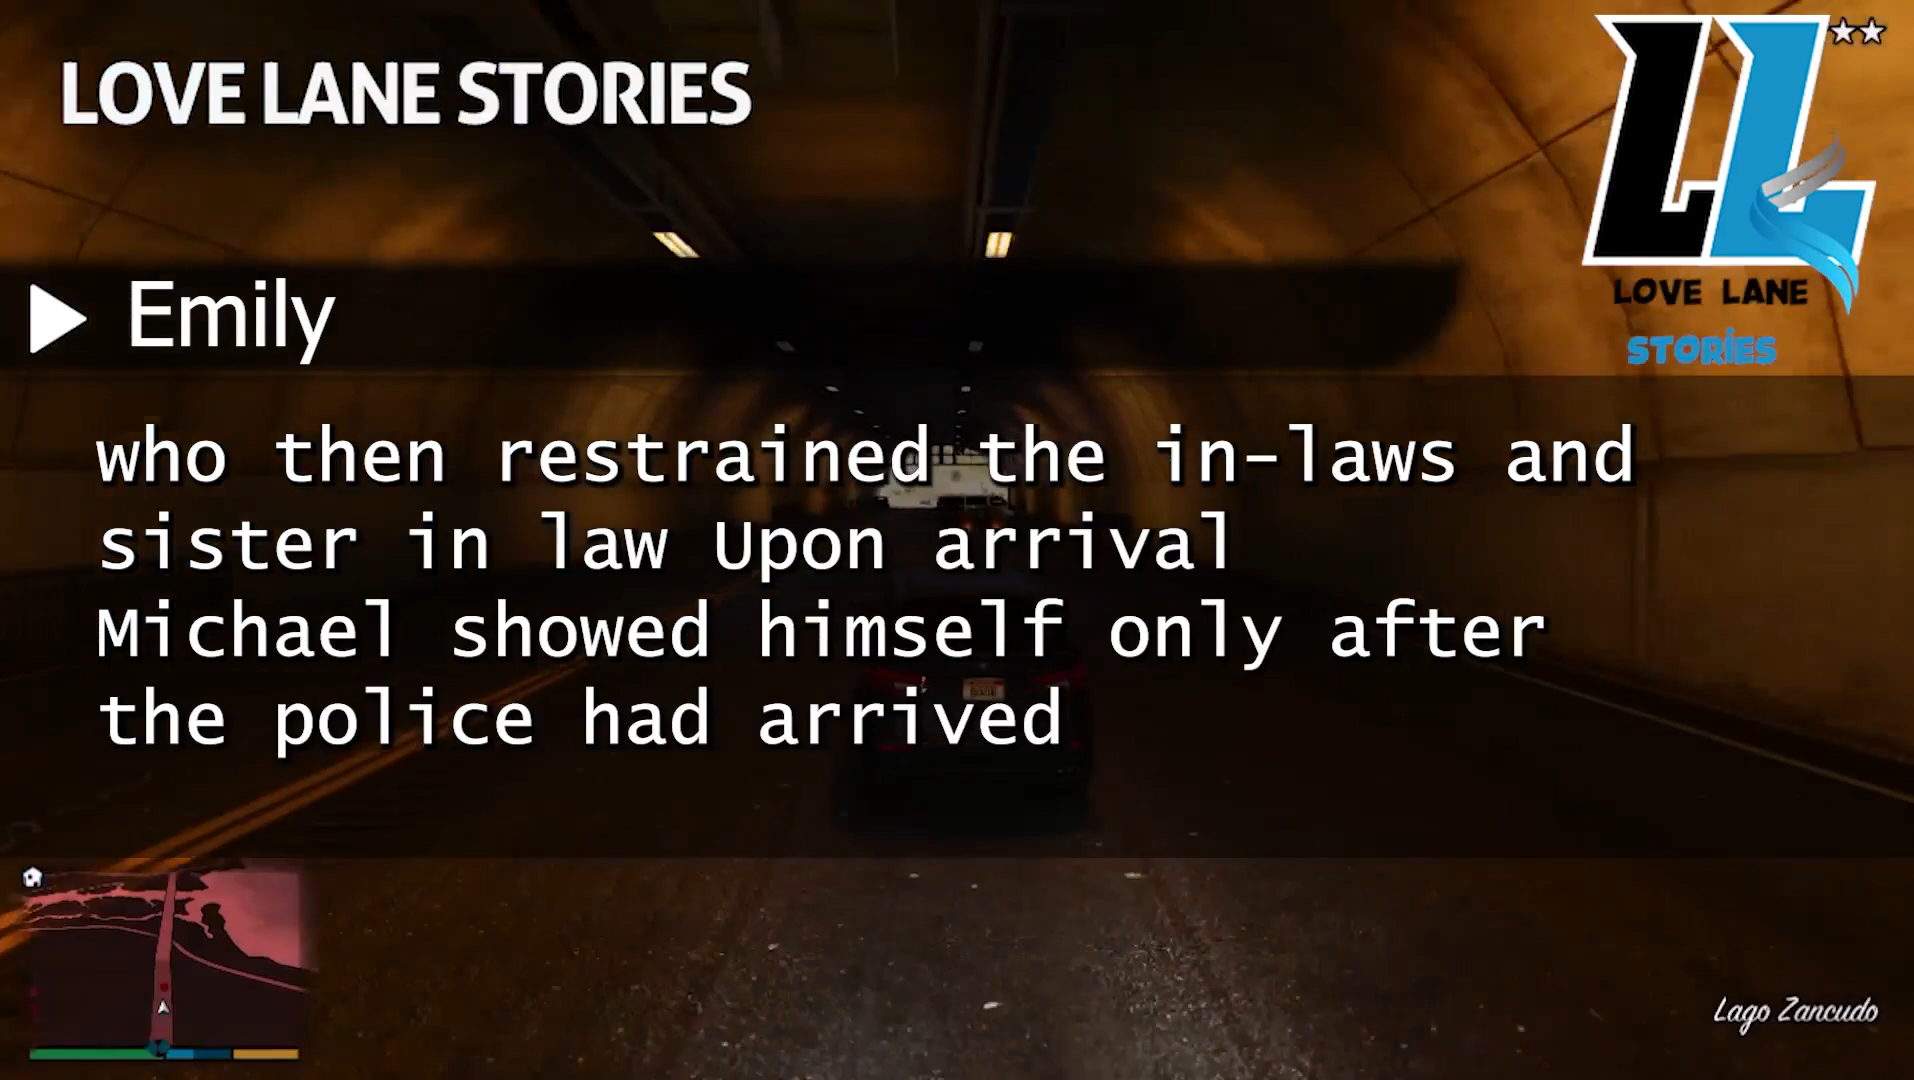 LOVE LANE STORIES
LOVE LANE
STORIES
Emily
who then restrained the in-laws and
sister in law Upon arrival
Michael showed himself only after
the police had arrived
Lago Zancudo